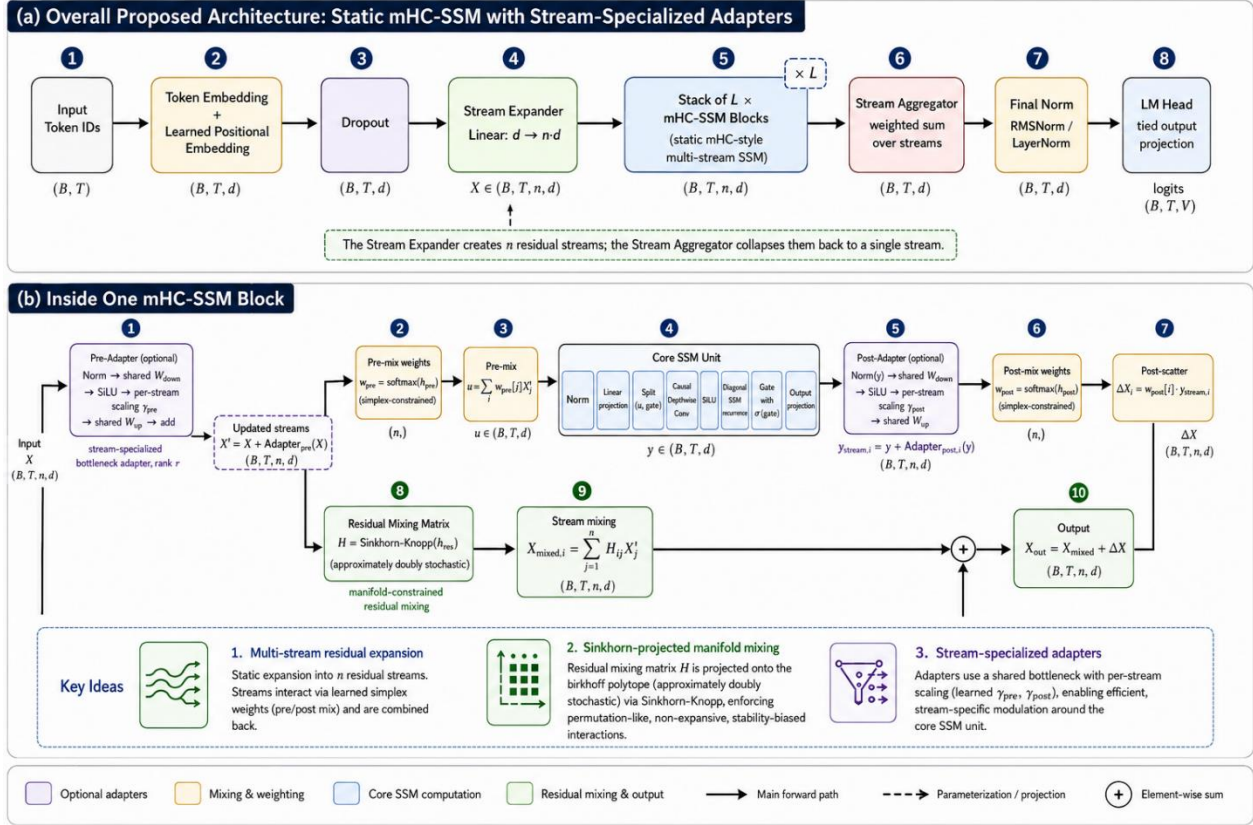 (a) Overall Proposed Architecture: Static mHC-SSM with Stream-Specialized Adapters
1
2
3
4
5
6
7
8
Input
Token IDs
(B, T)
Token Embedding
+
Learned Positional
Embedding
(B, T, d)
Dropout
(B, T, d)
Stream Expander
Linear: d → n·d
X ∈ (B, T, n, d)
× L
Stack of L ×
mHC-SSM Blocks
(static mHC-style
multi-stream SSM)
(B, T, n, d)
Stream Aggregator
weighted sum
over streams
(B, T, d)
Final Norm
RMSNorm /
LayerNorm
(B, T, d)
LM Head
tied output
projection
logits
(B, T, V)
The Stream Expander creates n residual streams; the Stream Aggregator collapses them back to a single stream.
(b) Inside One mHC-SSM Block
Input
X
(B, T, n, d)
1
Pre-Adapter (optional)
Norm → shared W_down
→ SiLU → per-stream
scaling γ_pre
→ shared W_up → add
stream-specialized
bottleneck adapter, rank r
Updated streams
X′ = X + Adapter_pre(X)
(B, T, n, d)
2
Pre-mix weights
w_pre = softmax(h_pre)
(simplex-constrained)
(n,)
3
Pre-mix
u = ∑_i w_pre[j] X′_j
u ∈ (B, T, d)
4
Core SSM Unit
Norm
Linear
projection
Split
(u, gate)
Causal
Depthwise
Conv
SiLU
Diagonal
SSM
recurrence
Gate
with
σ(gate)
Output
projection
y ∈ (B, T, d)
5
Post-Adapter (optional)
Norm(y) → shared W_down
→ SiLU → per-stream
scaling γ_post
→ shared W_up
y_stream,i = y + Adapter_post,i(y)
(B, T, n, d)
6
Post-mix weights
w_post = softmax(h_post)
(simplex-constrained)
(n,)
7
Post-scatter
ΔX_i = w_post[i] · y_stream,i
ΔX
(B, T, n, d)
8
Residual Mixing Matrix
H = Sinkhorn-Knopp(h_res)
(approximately doubly stochastic)
manifold-constrained
residual mixing
9
Stream mixing
X_mixed,i = ∑_{j=1}^{n} H_ij X′_j
(B, T, n, d)
+
10
Output
X_out = X_mixed + ΔX
(B, T, n, d)
Key Ideas
1. Multi-stream residual expansion
Static expansion into n residual streams.
Streams interact via learned simplex
weights (pre/post mix) and are combined
back.
2. Sinkhorn-projected manifold mixing
Residual mixing matrix H is projected onto the
birkhoff polytope (approximately doubly
stochastic) via Sinkhorn-Knopp, enforcing
permutation-like, non-expansive, stability-biased
interactions.
3. Stream-specialized adapters
Adapters use a shared bottleneck with per-stream
scaling (learned γ_pre, γ_post), enabling efficient,
stream-specific modulation around the
core SSM unit.
Optional adapters
Mixing & weighting
Core SSM computation
Residual mixing & output
Main forward path
Parameterization / projection
+
Element-wise sum